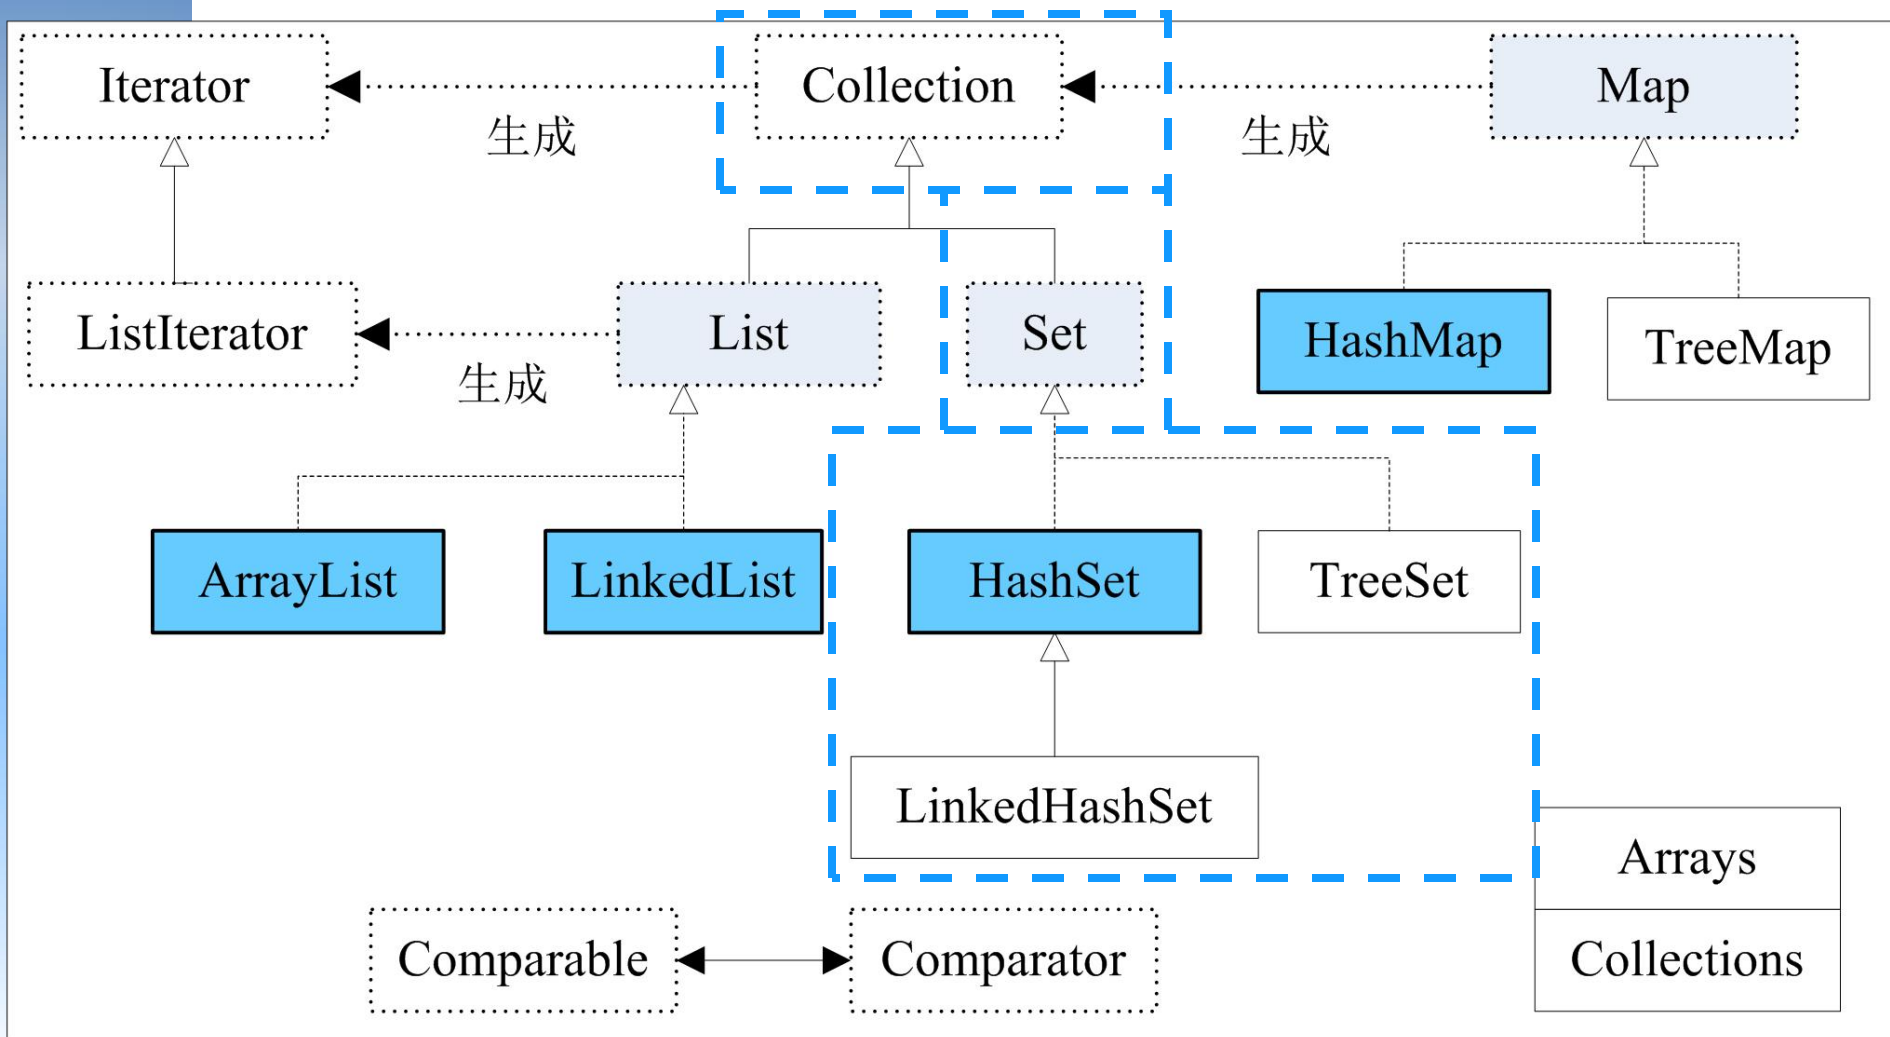 Iterator
Collection
Map
生成
生成
ListIterator
List
Set
HashMap
TreeMap
生成
ArrayList
LinkedList
HashSet
TreeSet
LinkedHashSet
Arrays
Comparable
Comparator
Collections